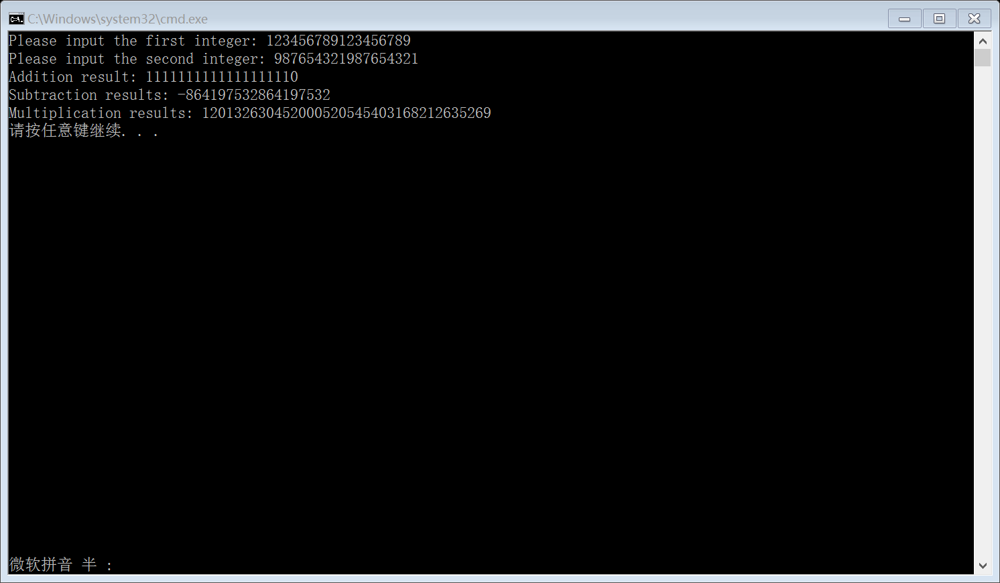 C:\Windows\system32\cmd.exe
Please input the first integer: 123456789123456789
Please input the second integer: 987654321987654321
Addition result: 1111111111111111110
Subtraction results: -864197532864197532
Multiplication results: 120132630452000520545403168212635269
请按任意键继续. . .
微软拼音 半 :